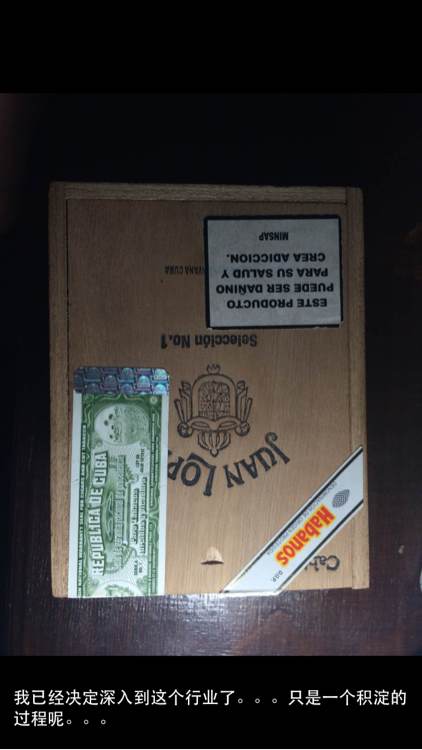 ESTE PRODUCTO
PUEDE SER DAÑINO
PARA SU SALUD Y
CREA ADICCION.
MINSAP
VANA CUBA
Selección No.1
JUAN LOP
REPUBLICA DE CUBA
Habanos
D.O.P.
我已经决定深入到这个行业了。。。只是一个积淀的
过程呢。。。